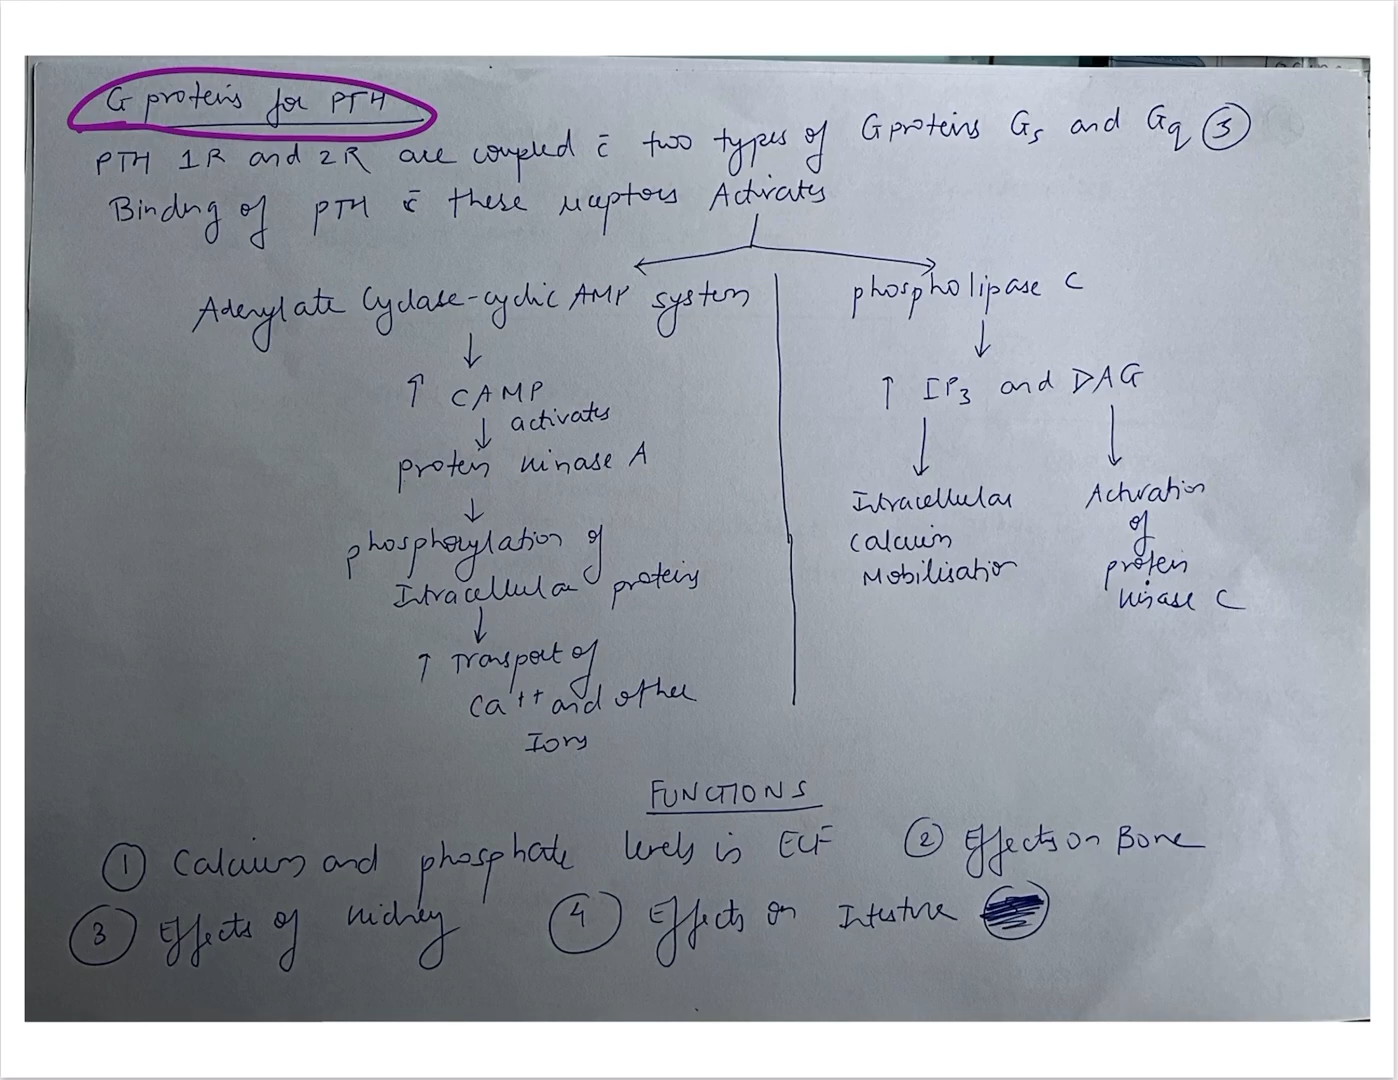 G proteins for PTH
PTH 1R and 2R are coupled c̄ two types of G proteins Gs and Gq ③
Binding of PTH c̄ these receptors Activates
Adenylate Cyclase-cyclic AMP system
phospholipase C
↓
↑ CAMP
↓ activates
protein kinase A
↓
phosphorylation of
Intracellular proteins
↓
↑ Transport of
Ca++ and other
Ions
↓
↑ IP3 and DAG
↓ ↓
Intracellular
calcium
Mobilisation
Activation
of
protein
kinase C
FUNCTIONS
① Calcium and phosphate levels in ECF ② Effects on Bone
③ Effects of kidney ④ Effects on Intestine